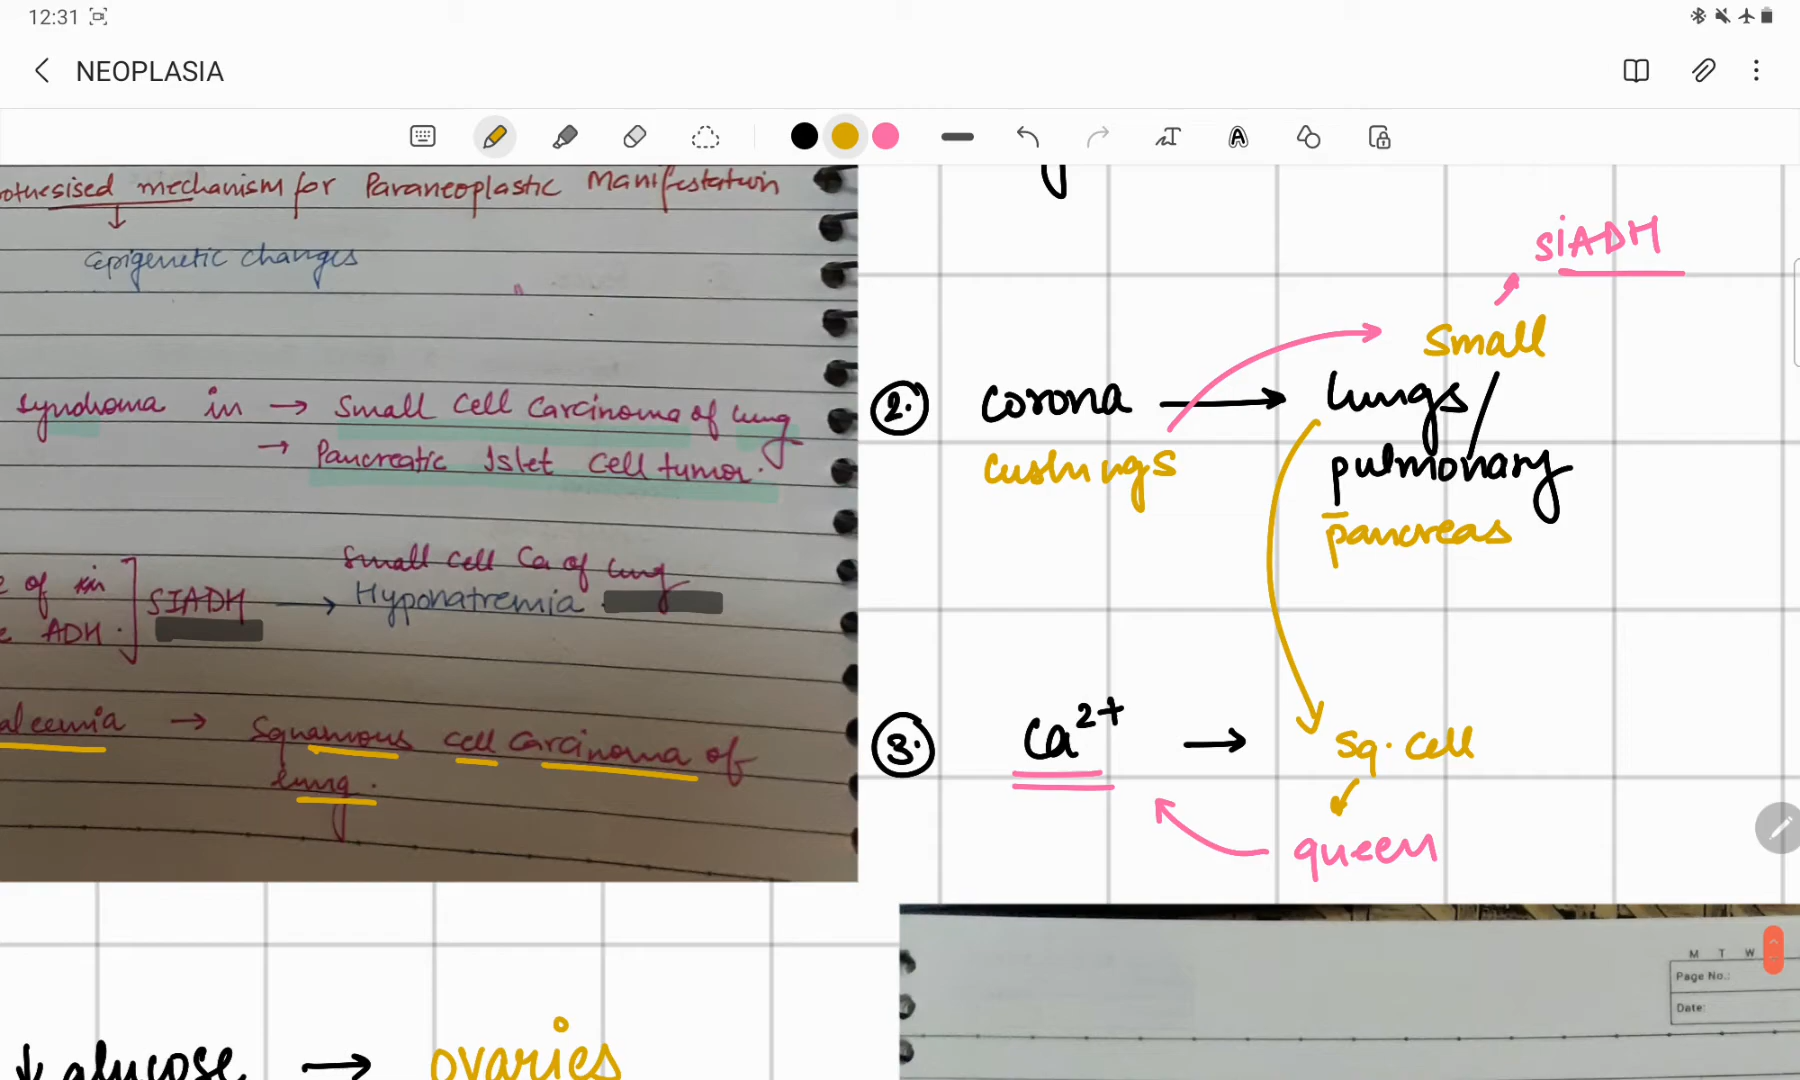 12:31
NEOPLASIA
othesised mechanism for Paraneoplastic Manifestation
epigenetic changes
syndroma in → Small Cell Carcinoma of lung
→ Pancreatic Islet Cell tumor.
Small cell Ca of lung
e of in
SIADH → Hyponatremia
e ADH.
alcemia → Squamous cell Carcinoma of
lung.
siADH
Small
2. corona → lungs/
cushings pulmonary
pancreas
3. Ca2+ → sq. cell
queen
M T W
Page No.:
Date:
↓ glucose → ovaries